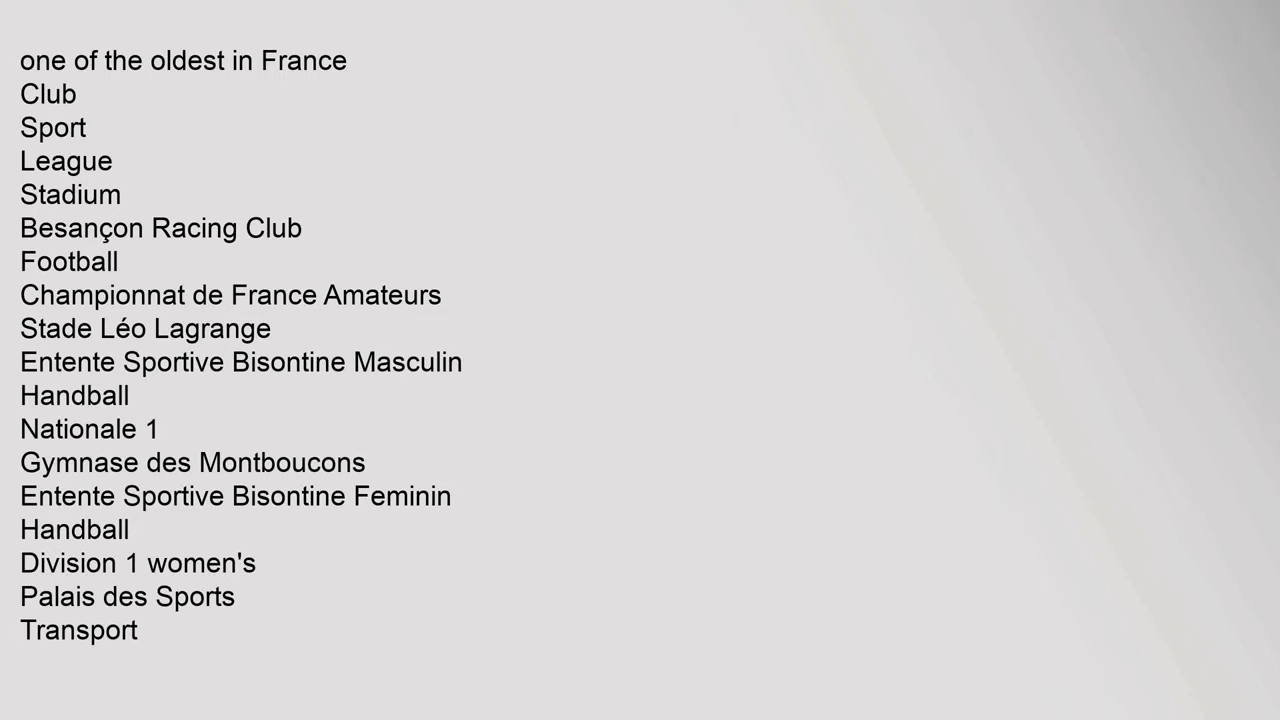 one of the oldest in France
Club
Sport
League
Stadium
Besançon Racing Club
Football
Championnat de France Amateurs
Stade Léo Lagrange
Entente Sportive Bisontine Masculin
Handball
Nationale 1
Gymnase des Montboucons
Entente Sportive Bisontine Feminin
Handball
Division 1 women's
Palais des Sports
Transport